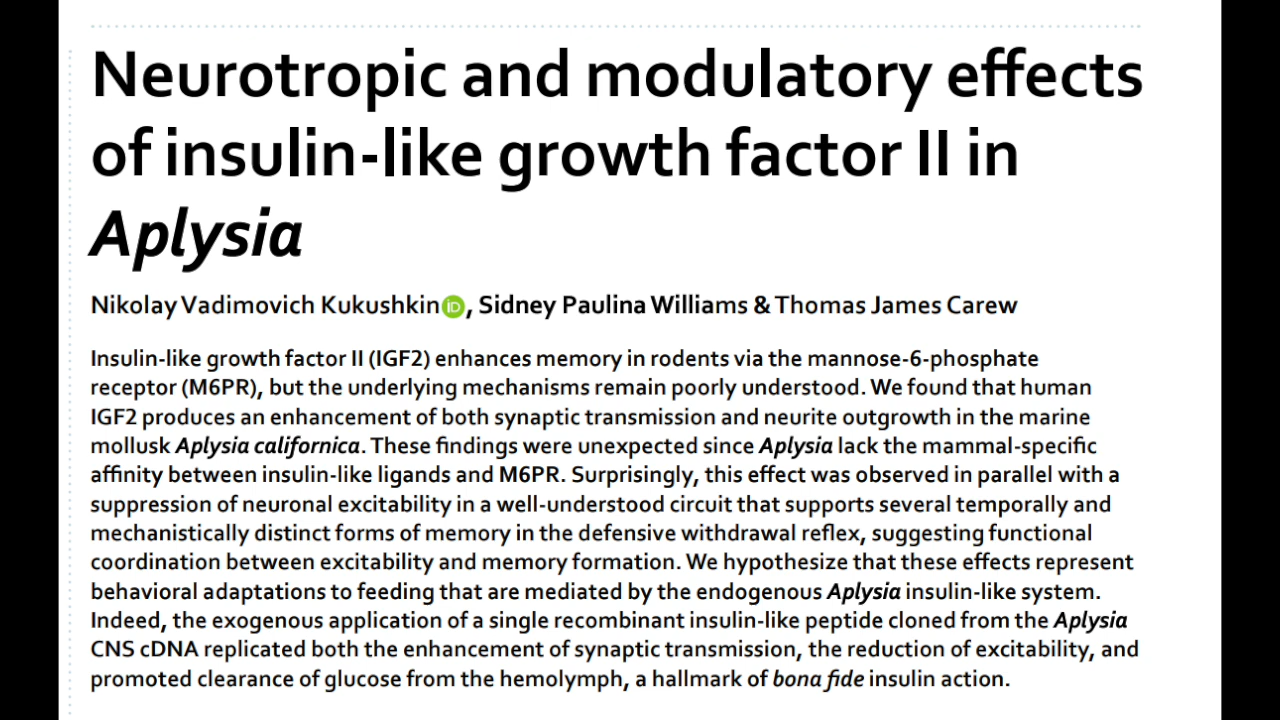 Neurotropic and modulatory effects
of insulin-like growth factor II in
Aplysia
Nikolay Vadimovich Kukushkin iD, Sidney Paulina Williams & Thomas James Carew
Insulin-like growth factor II (IGF2) enhances memory in rodents via the mannose-6-phosphate
receptor (M6PR), but the underlying mechanisms remain poorly understood. We found that human
IGF2 produces an enhancement of both synaptic transmission and neurite outgrowth in the marine
mollusk Aplysia californica. These findings were unexpected since Aplysia lack the mammal-specific
affinity between insulin-like ligands and M6PR. Surprisingly, this effect was observed in parallel with a
suppression of neuronal excitability in a well-understood circuit that supports several temporally and
mechanistically distinct forms of memory in the defensive withdrawal reflex, suggesting functional
coordination between excitability and memory formation. We hypothesize that these effects represent
behavioral adaptations to feeding that are mediated by the endogenous Aplysia insulin-like system.
Indeed, the exogenous application of a single recombinant insulin-like peptide cloned from the Aplysia
CNS cDNA replicated both the enhancement of synaptic transmission, the reduction of excitability, and
promoted clearance of glucose from the hemolymph, a hallmark of bona fide insulin action.